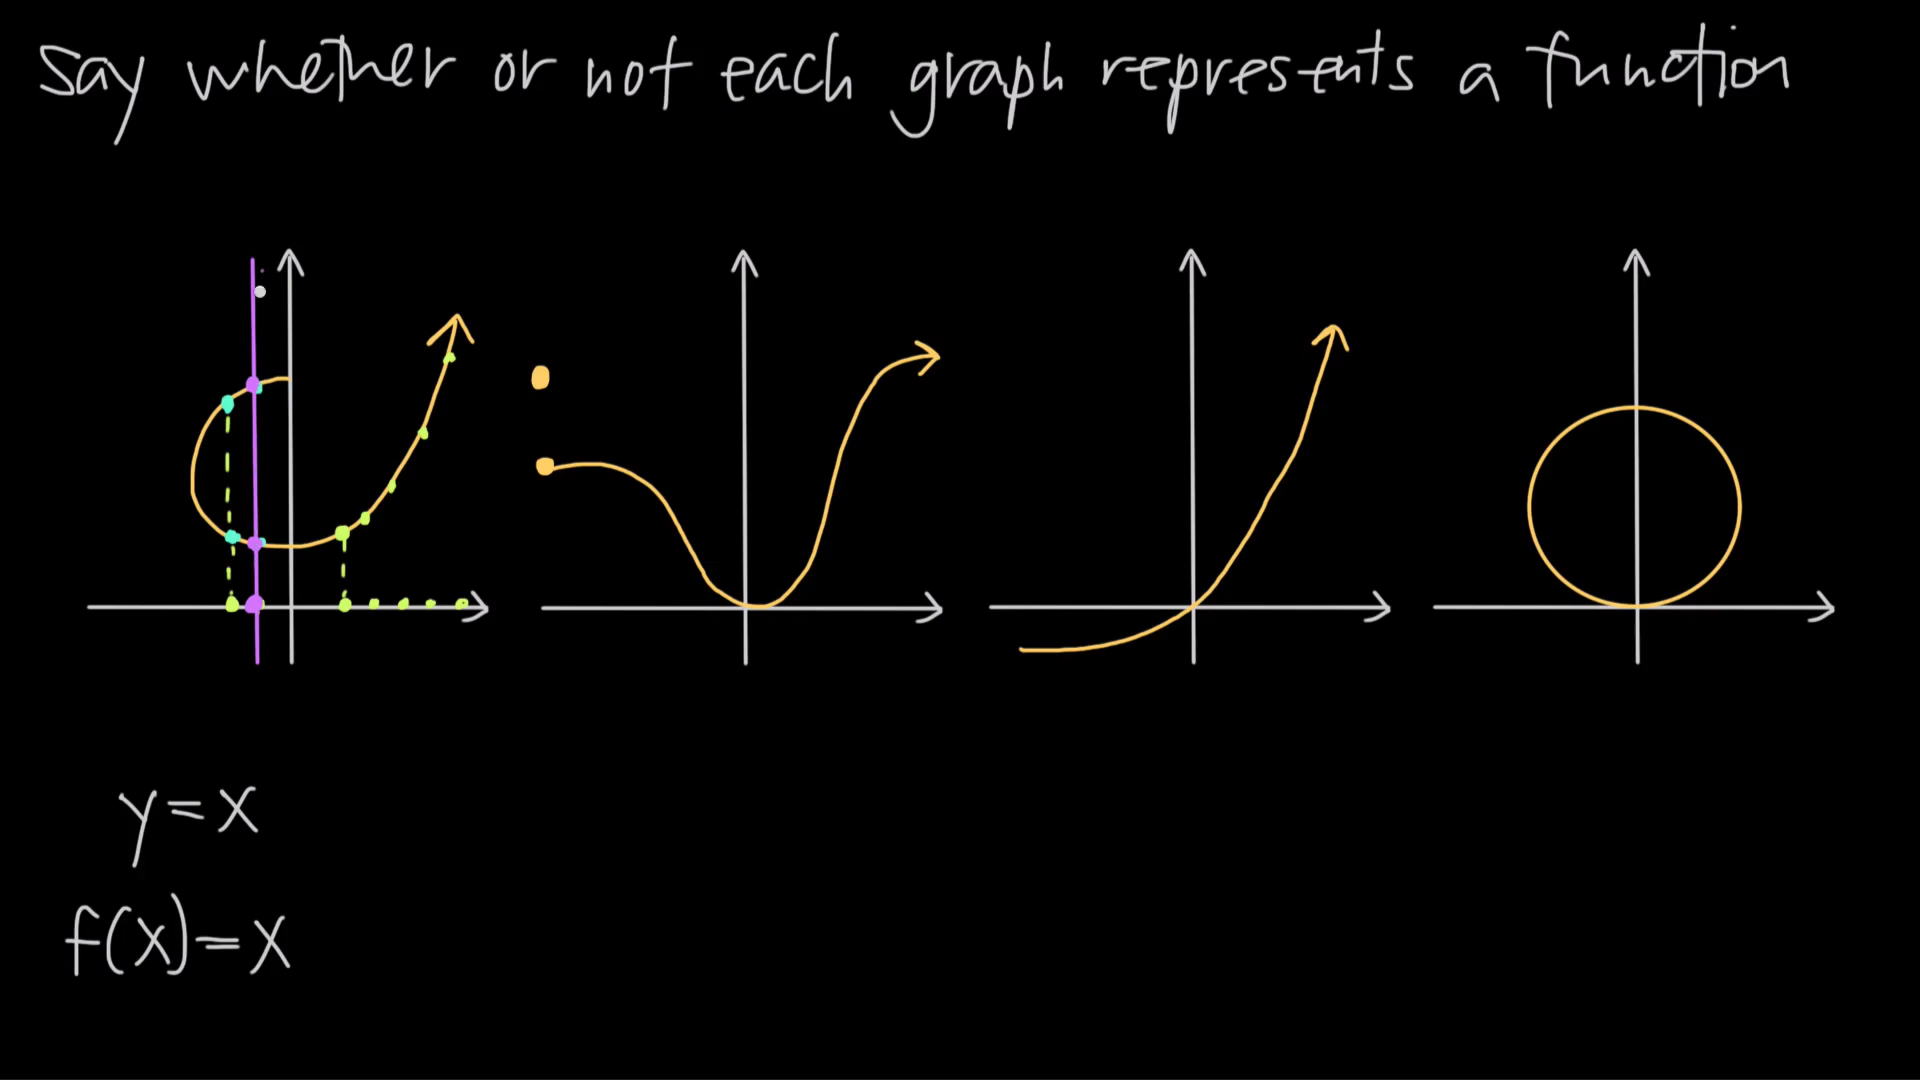 Say whether or not each graph represents a function
y=x
f(x)=x